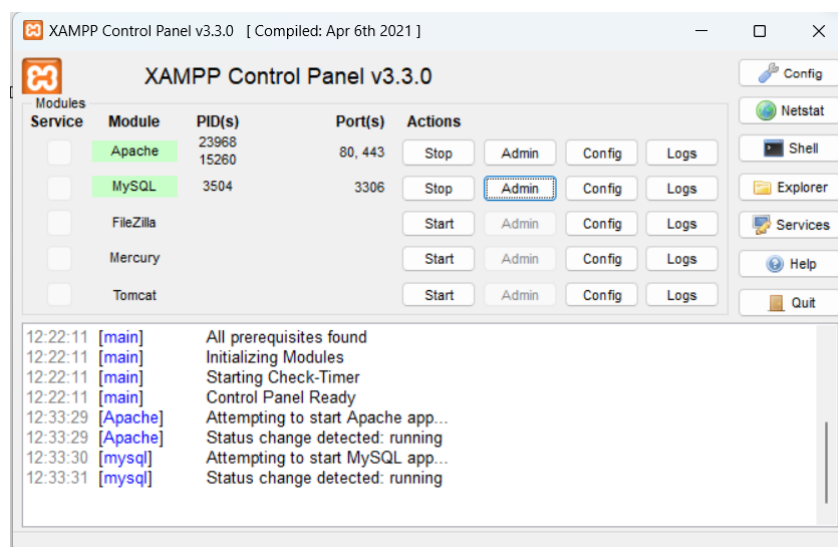 XAMPP Control Panel v3.3.0 [ Compiled: Apr 6th 2021 ]
XAMPP Control Panel v3.3.0
Config
Modules
Service Module PID(s) Port(s) Actions
Netstat
Apache 23968 15260 80, 443 Stop Admin Config Logs
Shell
MySQL 3504 3306 Stop Admin Config Logs
Explorer
FileZilla Start Admin Config Logs
Services
Mercury Start Admin Config Logs
Help
Tomcat Start Admin Config Logs
Quit
12:22:11 [main] All prerequisites found
12:22:11 [main] Initializing Modules
12:22:11 [main] Starting Check-Timer
12:22:11 [main] Control Panel Ready
12:33:29 [Apache] Attempting to start Apache app...
12:33:29 [Apache] Status change detected: running
12:33:30 [mysql] Attempting to start MySQL app...
12:33:31 [mysql] Status change detected: running